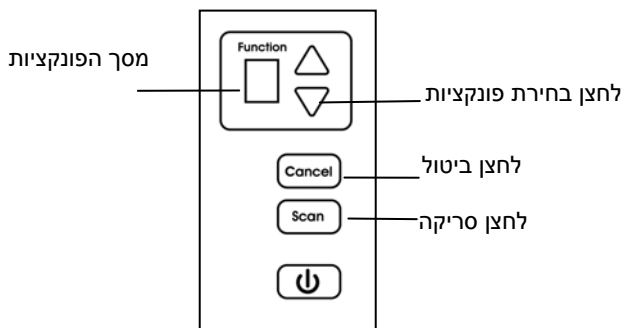 Function
מסך הפונקציות
לחצן בחירת פונקציות
Cancel
לחצן ביטול
Scan
לחצן סריקה